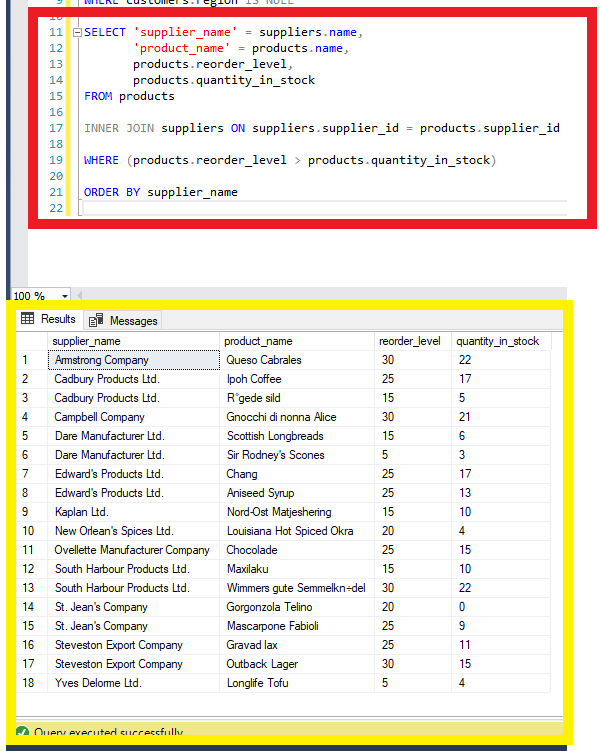 9 WHERE customers.region IS NULL
10
11 SELECT 'supplier_name' = suppliers.name,
12 'product_name' = products.name,
13 products.reorder_level,
14 products.quantity_in_stock
15 FROM products
16
17 INNER JOIN suppliers ON suppliers.supplier_id = products.supplier_id
18
19 WHERE (products.reorder_level > products.quantity_in_stock)
20
21 ORDER BY supplier_name
22
100 %
Results Messages
supplier_name product_name reorder_level quantity_in_stock
1 Armstrong Company Queso Cabrales 30 22
2 Cadbury Products Ltd. Ipoh Coffee 25 17
3 Cadbury Products Ltd. R°gede sild 15 5
4 Campbell Company Gnocchi di nonna Alice 30 21
5 Dare Manufacturer Ltd. Scottish Longbreads 15 6
6 Dare Manufacturer Ltd. Sir Rodney's Scones 5 3
7 Edward's Products Ltd. Chang 25 17
8 Edward's Products Ltd. Aniseed Syrup 25 13
9 Kaplan Ltd. Nord-Ost Matjeshering 15 10
10 New Orlean's Spices Ltd. Louisiana Hot Spiced Okra 20 4
11 Ovellette Manufacturer Company Chocolade 25 15
12 South Harbour Products Ltd. Maxilaku 15 10
13 South Harbour Products Ltd. Wimmers gute Semmelkn÷del 30 22
14 St. Jean's Company Gorgonzola Telino 20 0
15 St. Jean's Company Mascarpone Fabioli 25 9
16 Steveston Export Company Gravad lax 25 11
17 Steveston Export Company Outback Lager 30 15
18 Yves Delorme Ltd. Longlife Tofu 5 4
Query executed successfully